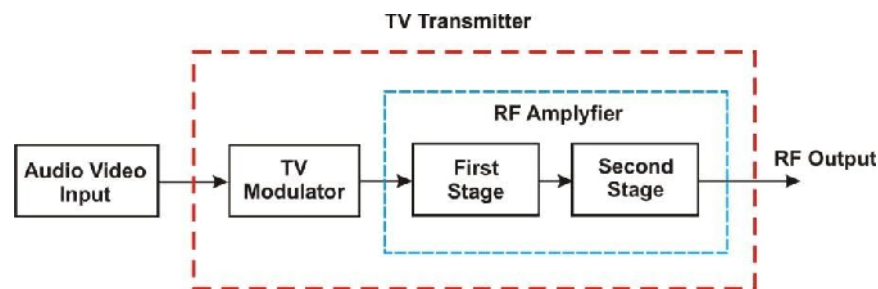 TV Transmitter
RF Amplyfier
Audio Video
Input
TV
Modulator
First
Stage
Second
Stage
RF Output